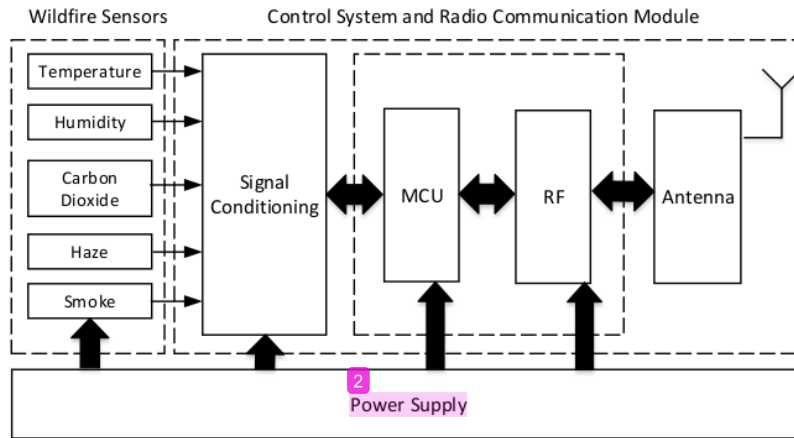 Wildfire Sensors
Control System and Radio Communication Module
Temperature
Humidity
Carbon
Dioxide
Haze
Smoke
Signal
Conditioning
MCU
RF
Antenna
2
Power Supply